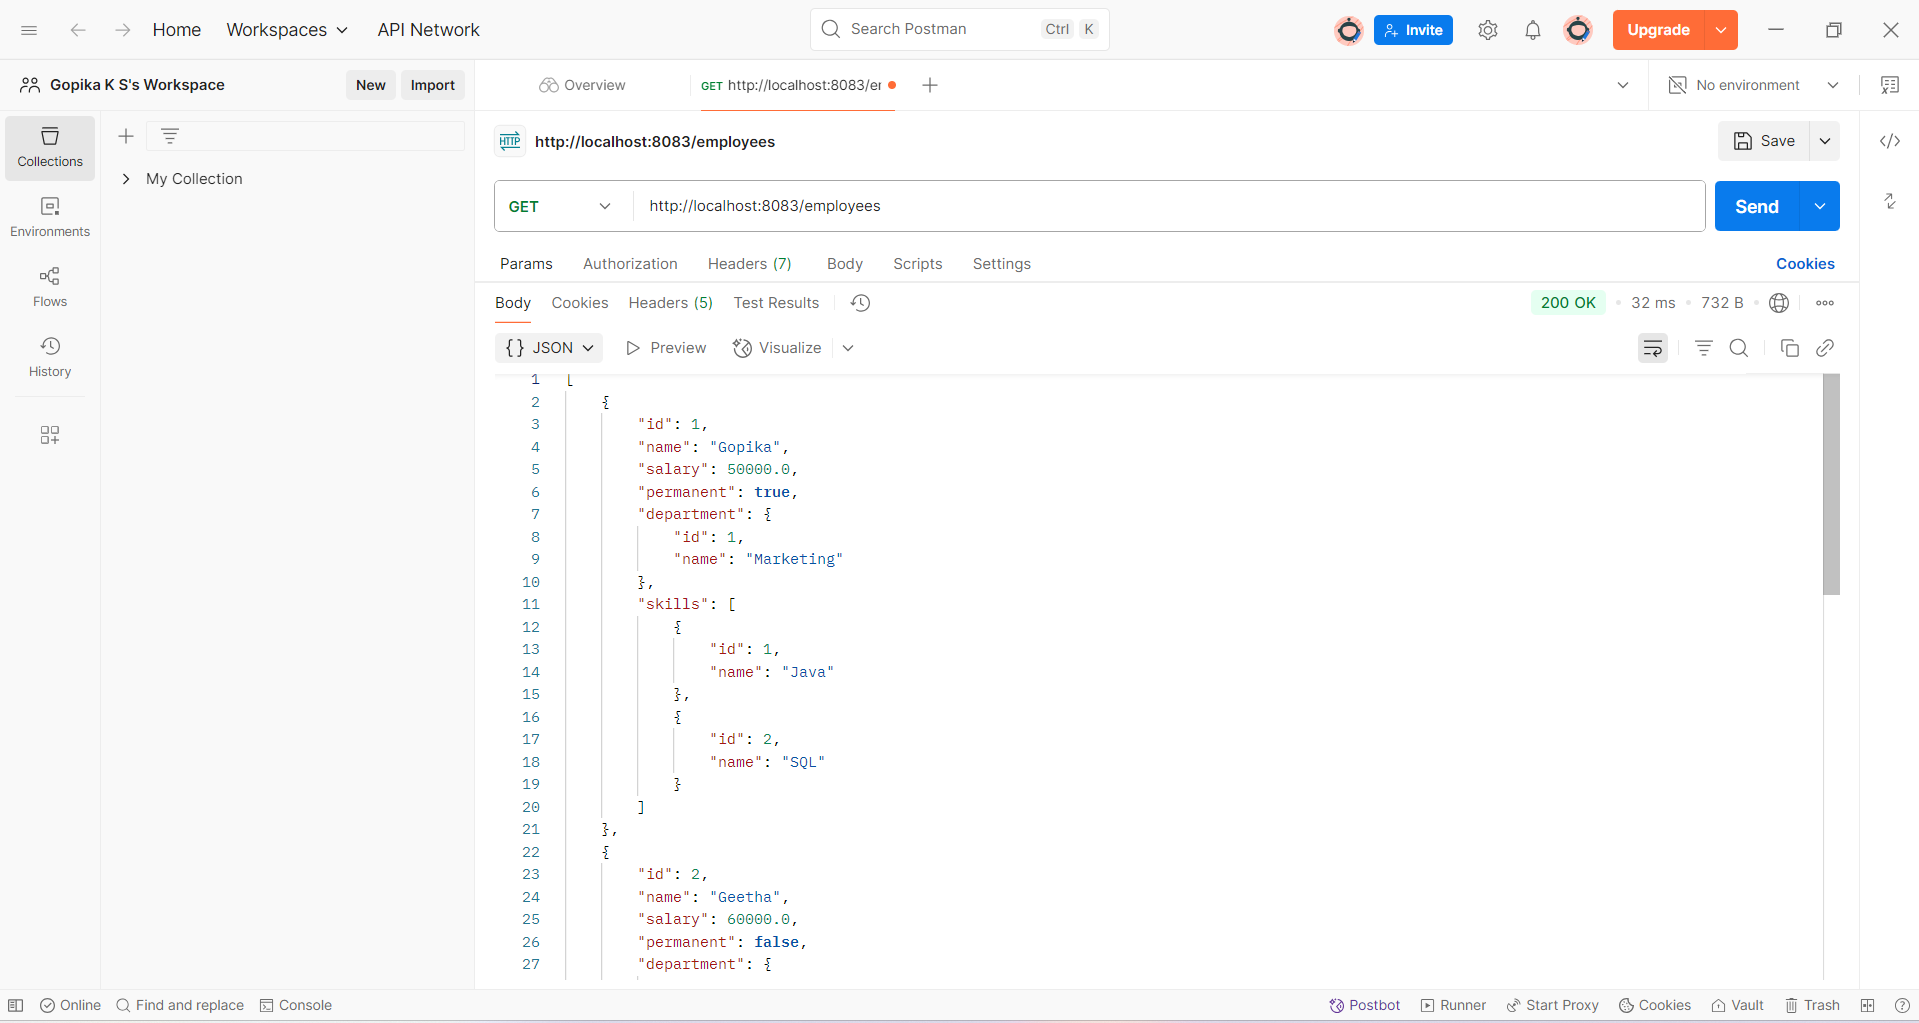 Home Workspaces API Network Search Postman Ctrl K Invite Upgrade
Gopika K S's Workspace New Import Overview GET http://localhost:8083/er No environment
Collections
Environments
Flows
History
My Collection
HTTP http://localhost:8083/employees Save
GET http://localhost:8083/employees Send
Params Authorization Headers (7) Body Scripts Settings Cookies
Body Cookies Headers (5) Test Results 200 OK 32 ms 732 B
{} JSON Preview Visualize
1 [
2 {
3 "id": 1,
4 "name": "Gopika",
5 "salary": 50000.0,
6 "permanent": true,
7 "department": {
8 "id": 1,
9 "name": "Marketing"
10 },
11 "skills": [
12 {
13 "id": 1,
14 "name": "Java"
15 },
16 {
17 "id": 2,
18 "name": "SQL"
19 }
20 ]
21 },
22 {
23 "id": 2,
24 "name": "Geetha",
25 "salary": 60000.0,
26 "permanent": false,
27 "department": {
Online Find and replace Console Postbot Runner Start Proxy Cookies Vault Trash